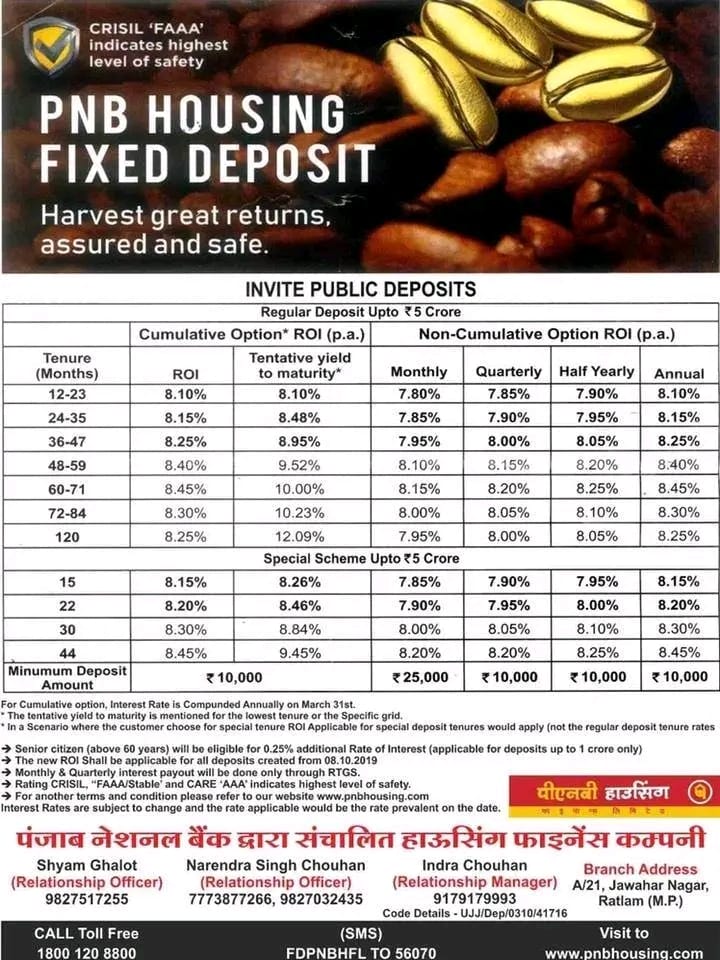 CRISIL 'FAAA'
indicates highest
level of safety
PNB HOUSING
FIXED DEPOSIT
Harvest great returns,
assured and safe.
INVITE PUBLIC DEPOSITS
Regular Deposit Upto ₹5 Crore
Cumulative Option* ROI (p.a.) Non-Cumulative Option ROI (p.a.)
Tenure (Months) ROI Tentative yield to maturity* Monthly Quarterly Half Yearly Annual
12-23 8.10% 8.10% 7.80% 7.85% 7.90% 8.10%
24-35 8.15% 8.48% 7.85% 7.90% 7.95% 8.15%
36-47 8.25% 8.95% 7.95% 8.00% 8.05% 8.25%
48-59 8.40% 9.52% 8.10% 8.15% 8.20% 8.40%
60-71 8.45% 10.00% 8.15% 8.20% 8.25% 8.45%
72-84 8.30% 10.23% 8.00% 8.05% 8.10% 8.30%
120 8.25% 12.09% 7.95% 8.00% 8.05% 8.25%
Special Scheme Upto ₹5 Crore
15 8.15% 8.26% 7.85% 7.90% 7.95% 8.15%
22 8.20% 8.46% 7.90% 7.95% 8.00% 8.20%
30 8.30% 8.84% 8.00% 8.05% 8.10% 8.30%
44 8.45% 9.45% 8.20% 8.20% 8.25% 8.45%
Minumum Deposit Amount ₹10,000 ₹25,000 ₹10,000 ₹10,000 ₹10,000
For Cumulative option, Interest Rate is Compunded Annually on March 31st.
* The tentative yield to maturity is mentioned for the lowest tenure or the Specific grid.
* In a Scenario where the customer choose for special tenure ROI Applicable for special deposit tenures would apply (not the regular deposit tenure rates
→ Senior citizen (above 60 years) will be eligible for 0.25% additional Rate of Interest (applicable for deposits up to 1 crore only)
→ The new ROI Shall be applicable for all deposits created from 08.10.2019
→ Monthly & Quarterly interest payout will be done only through RTGS.
→ Rating CRISIL, "FAAA/Stable' and CARE 'AAA' indicates highest level of safety.
→ For another terms and condition please refer to our website www.pnbhousing.com
Interest Rates are subject to change and the rate applicable would be the rate prevalent on the date.
पीएनबी हाउसिंग
फाइनेंस लिमिटेड
पंजाब नेशनल बैंक द्वारा संचालित हाऊसिंग फाइनेंस कम्पनी
Shyam Ghalot
(Relationship Officer)
9827517255
Narendra Singh Chouhan
(Relationship Officer)
7773877266, 9827032435
Indra Chouhan
(Relationship Manager)
9179179993
Code Details - UJJ/Dep/0310/41716
Branch Address
A/21, Jawahar Nagar,
Ratlam (M.P.)
CALL Toll Free
1800 120 8800
(SMS)
FDPNBHFL TO 56070
Visit to
www.pnbhousing.com